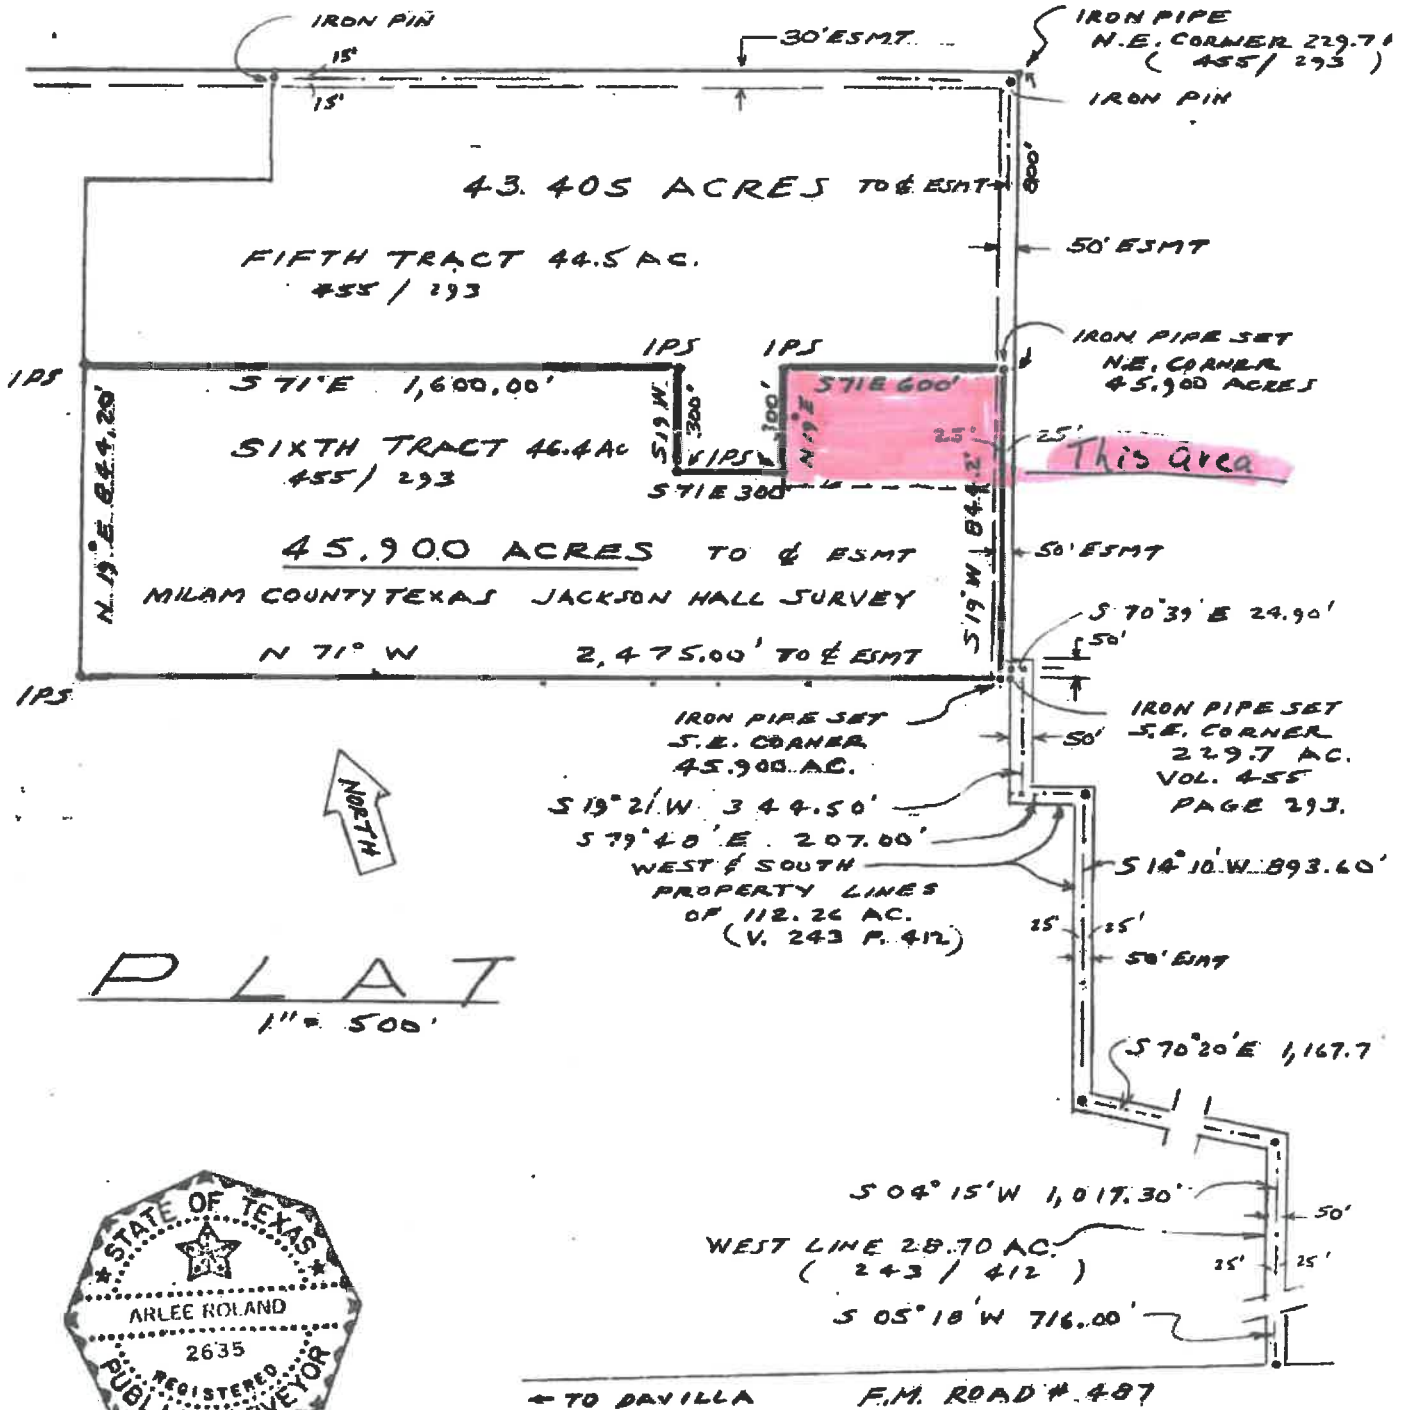 IRON PIN
30' ESMT
IRON PIPE
N.E. CORNER 229.7
( 455 / 293 )
15'
15'
IRON PIN
800'
43.405 ACRES TO ₵ ESMT
50' ESMT
FIFTH TRACT 44.5 AC.
455 / 293
IPS
IPS
IRON PIPE SET
N.E. CORNER
45.900 ACRES
IPS
S 71°E 1,600.00'
S 71 E 600'
S 19 W 300'
N 19°E 300'
N 19° E 844.20'
SIXTH TRACT 46.4 Ac
455 / 293
25' 25'
This area
IPS
S 71 E 300'
S 19° W 844.2'
45.900 ACRES TO ₵ ESMT
50' ESMT
MILAM COUNTY TEXAS JACKSON HALL SURVEY
S 70°39' E 24.90'
50'
N 71° W 2,475.00' TO ₵ ESMT
IPS
IRON PIPE SET
S.E. CORNER
45.900 AC.
50'
IRON PIPE SET
S.E. CORNER
229.7 AC.
VOL. 455
PAGE 293.
NORTH
S 19° 21' W 344.50'
S 79° 48' E 207.00'
WEST & SOUTH
PROPERTY LINES
OF 112.26 AC.
(V. 243 P. 412)
S 14° 10' W 893.60'
25' 25'
50' ESMT
PLAT
1" = 500'
S 70° 20' E 1,167.7
S 04° 15' W 1,017.30'
50'
WEST LINE 28.70 AC.
( 243 / 412 )
25' 25'
S 05° 18' W 716.00'
STATE OF TEXAS
ARLEE ROLAND
2635
REGISTERED
← TO DAVILLA F.M. ROAD # 487